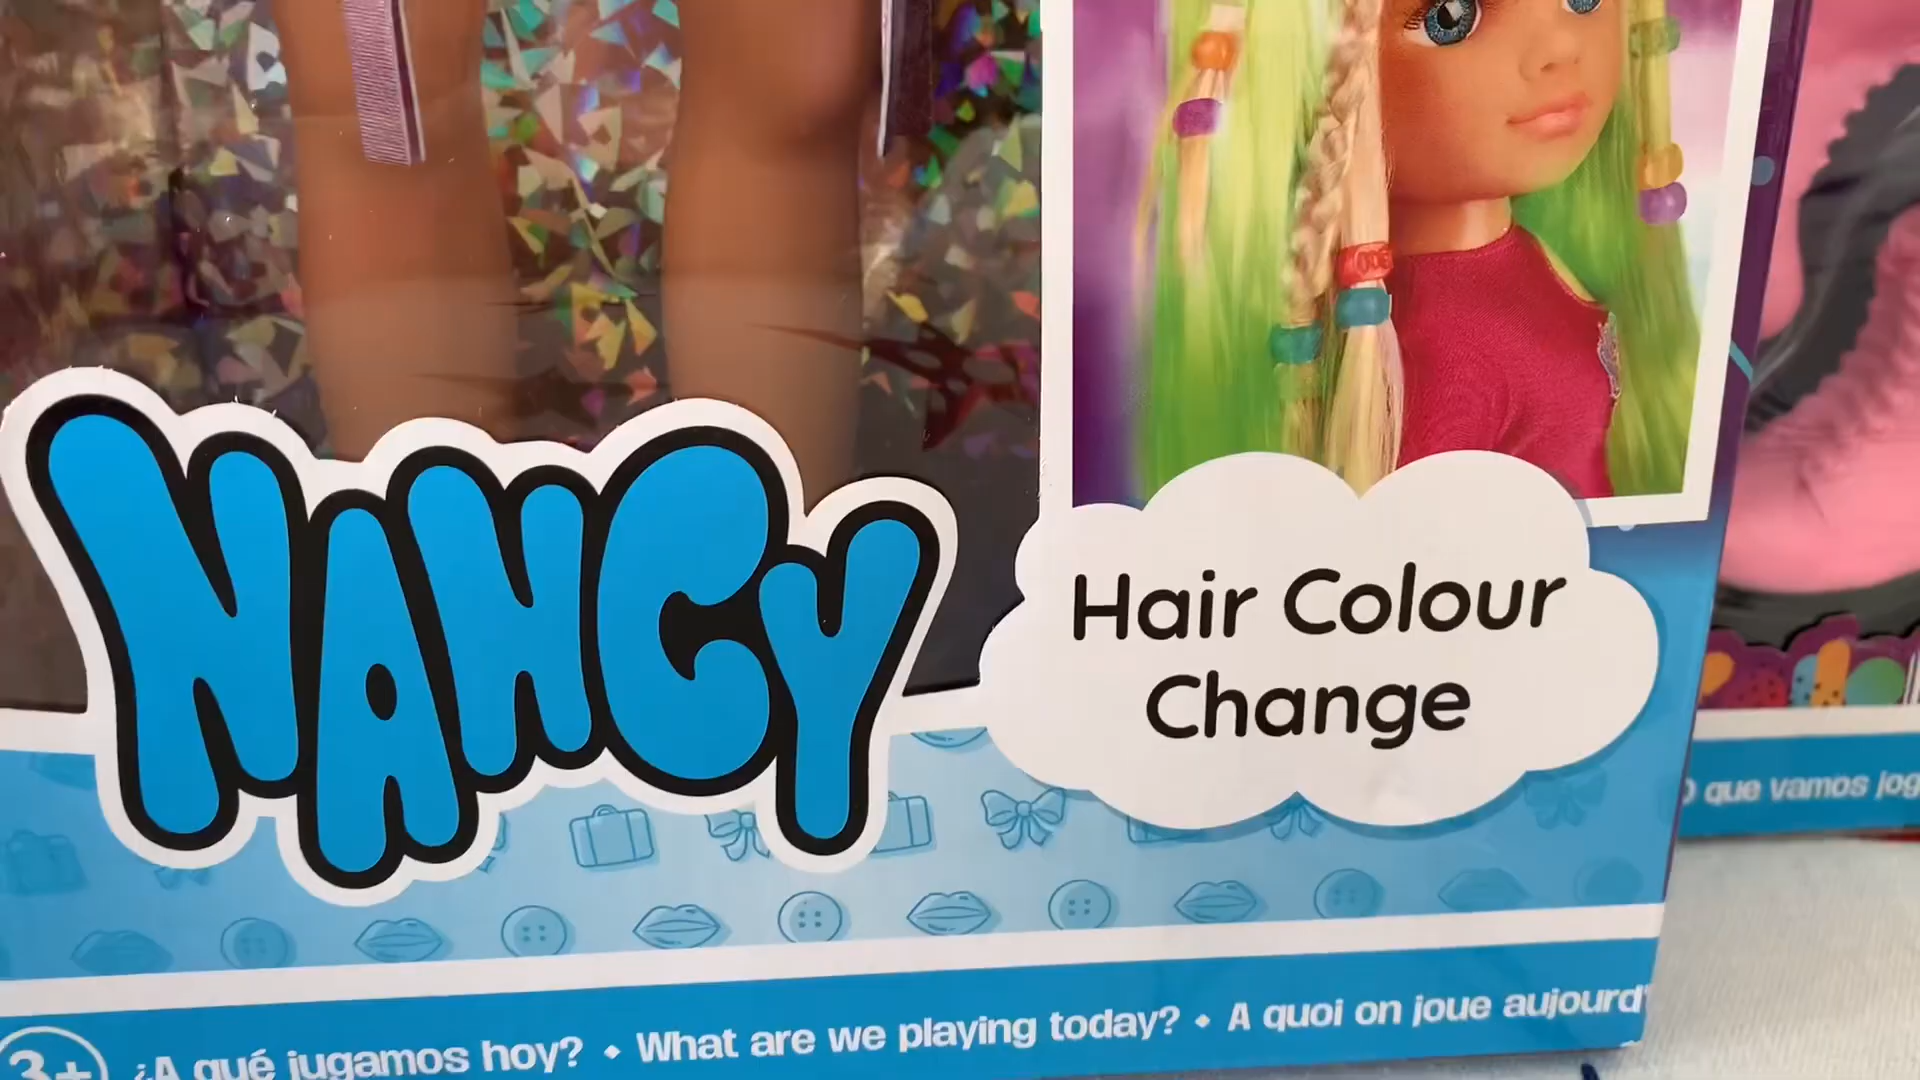 NANCY
Hair Colour
Change
3+
¿A qué jugamos hoy? • What are we playing today? • A quoi on joue aujourd'
O que vamos jog